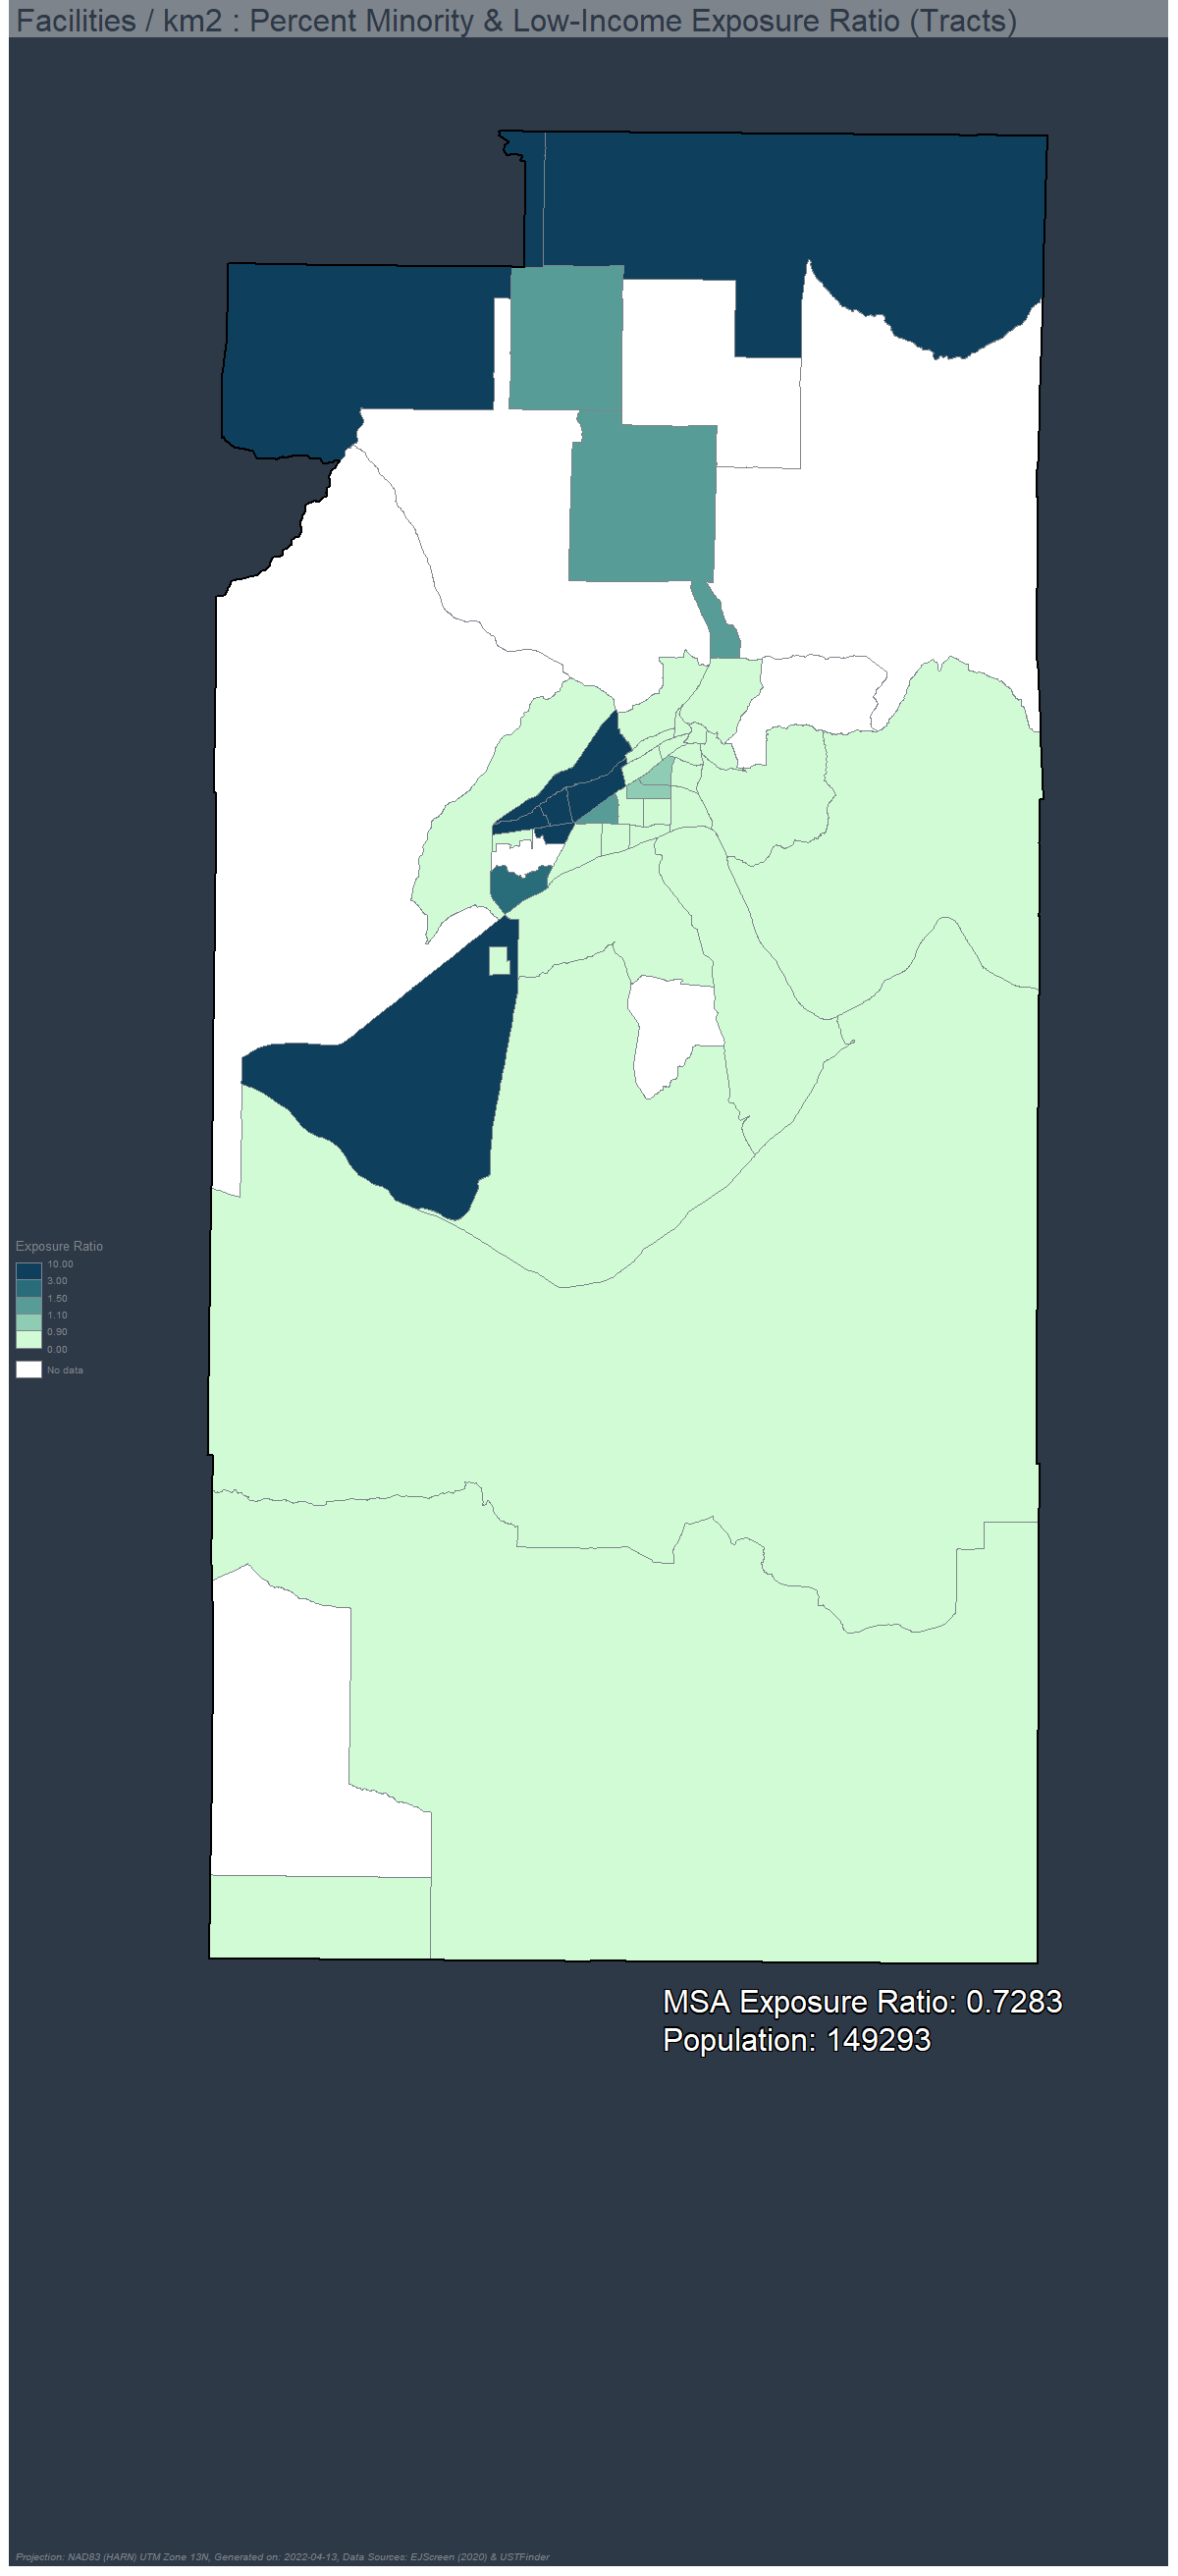 Facilities / km2 : Percent Minority & Low-Income Exposure Ratio (Tracts)
Exposure Ratio
10.00
3.00
1.50
1.10
0.90
0.00
No data
MSA Exposure Ratio: 0.7283
Population: 149293
Projection: NAD83 (HARN) UTM Zone 13N, Generated on: 2022-04-13, Data Sources: EJScreen (2020) & USTFinder